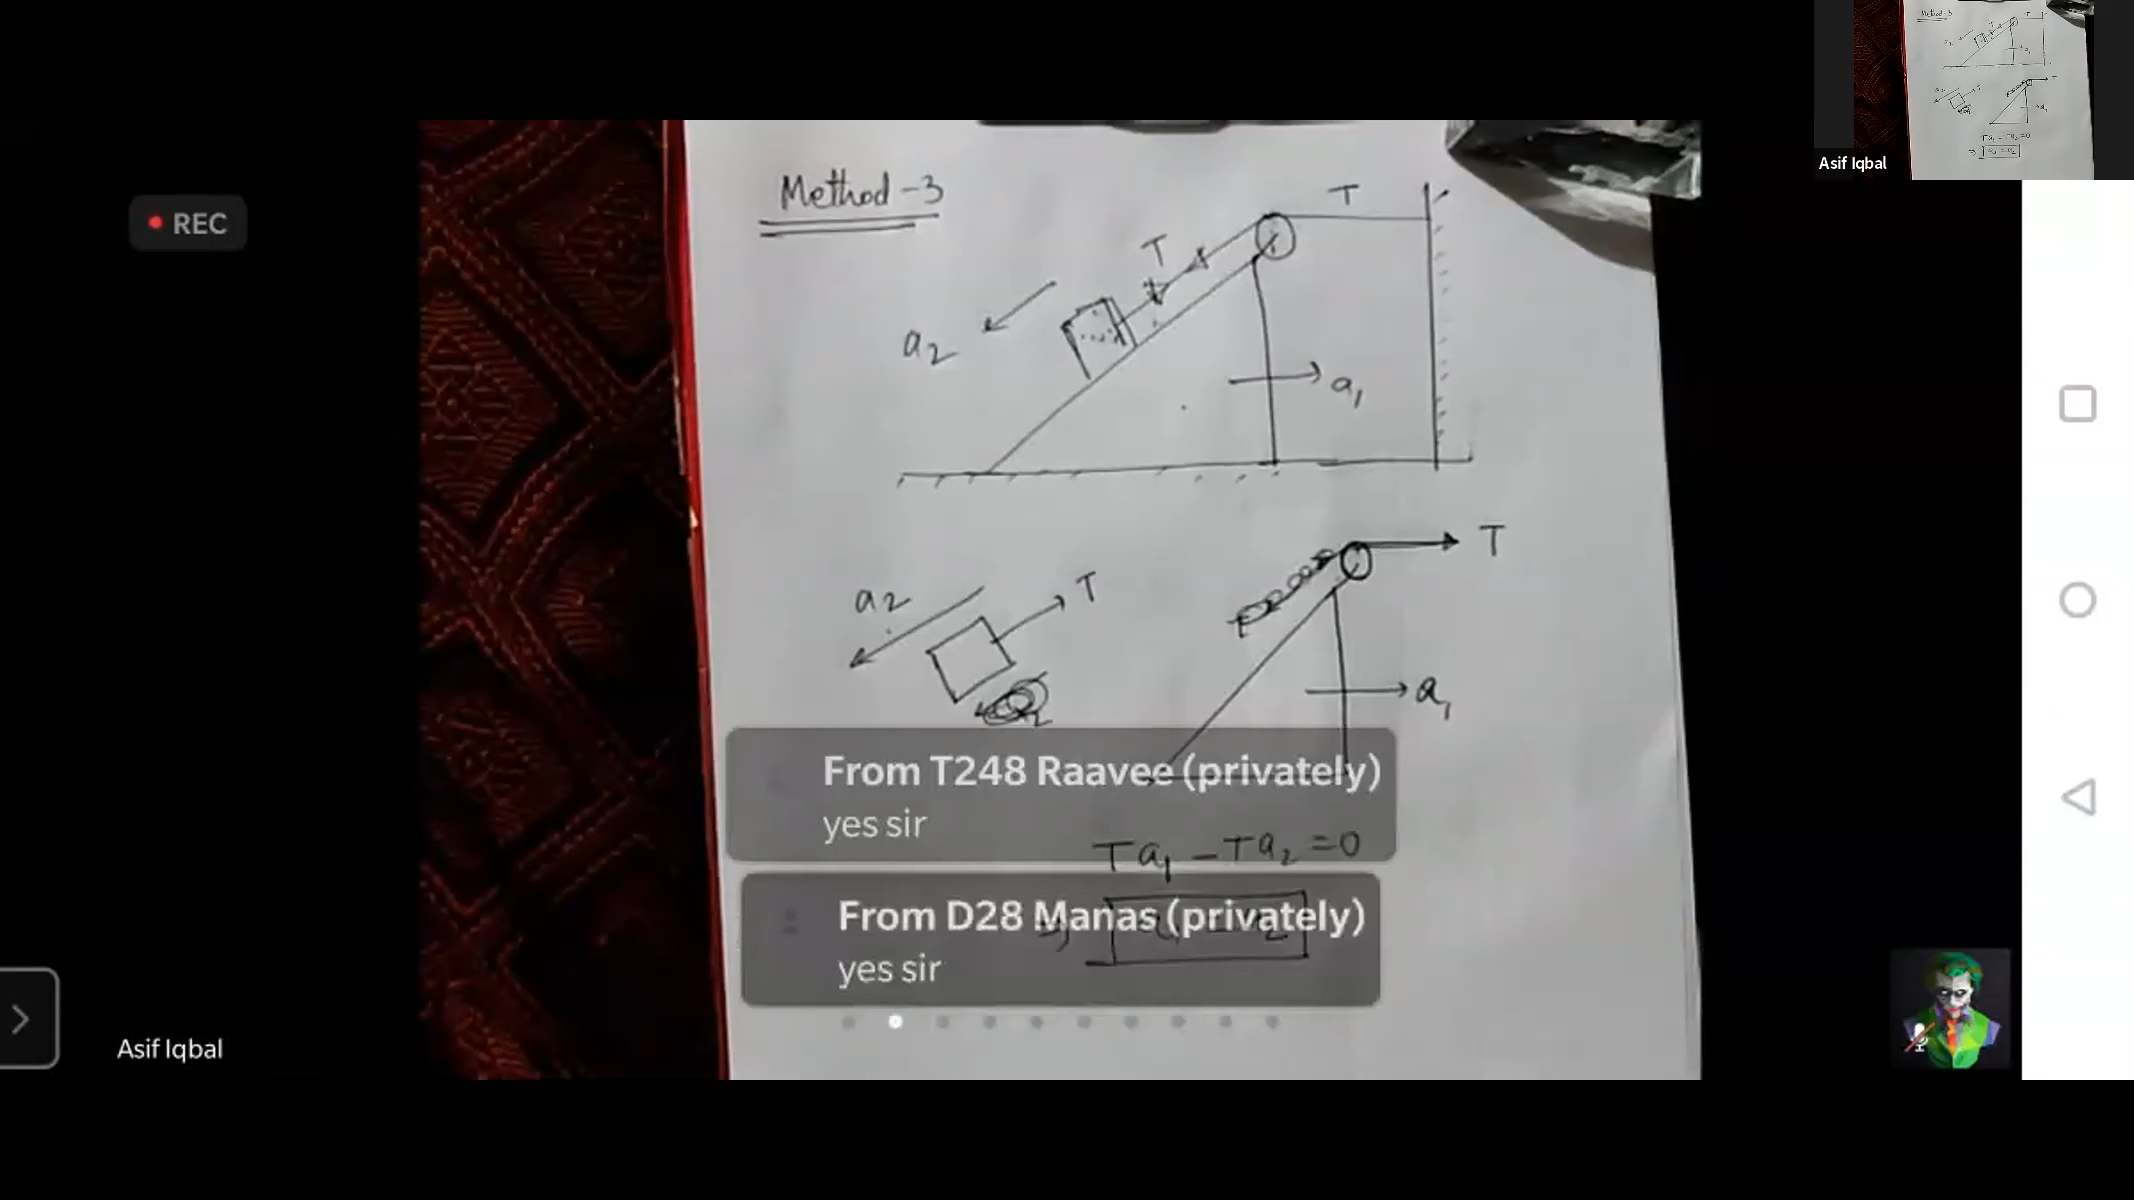 REC
Method-3
T
T
a2
a1
T
a2
T
a1
From T248 Raavee (privately)
yes sir
Ta1 - Ta2 = 0
From D28 Manas (privately)
yes sir
Asif Iqbal
Asif Iqbal